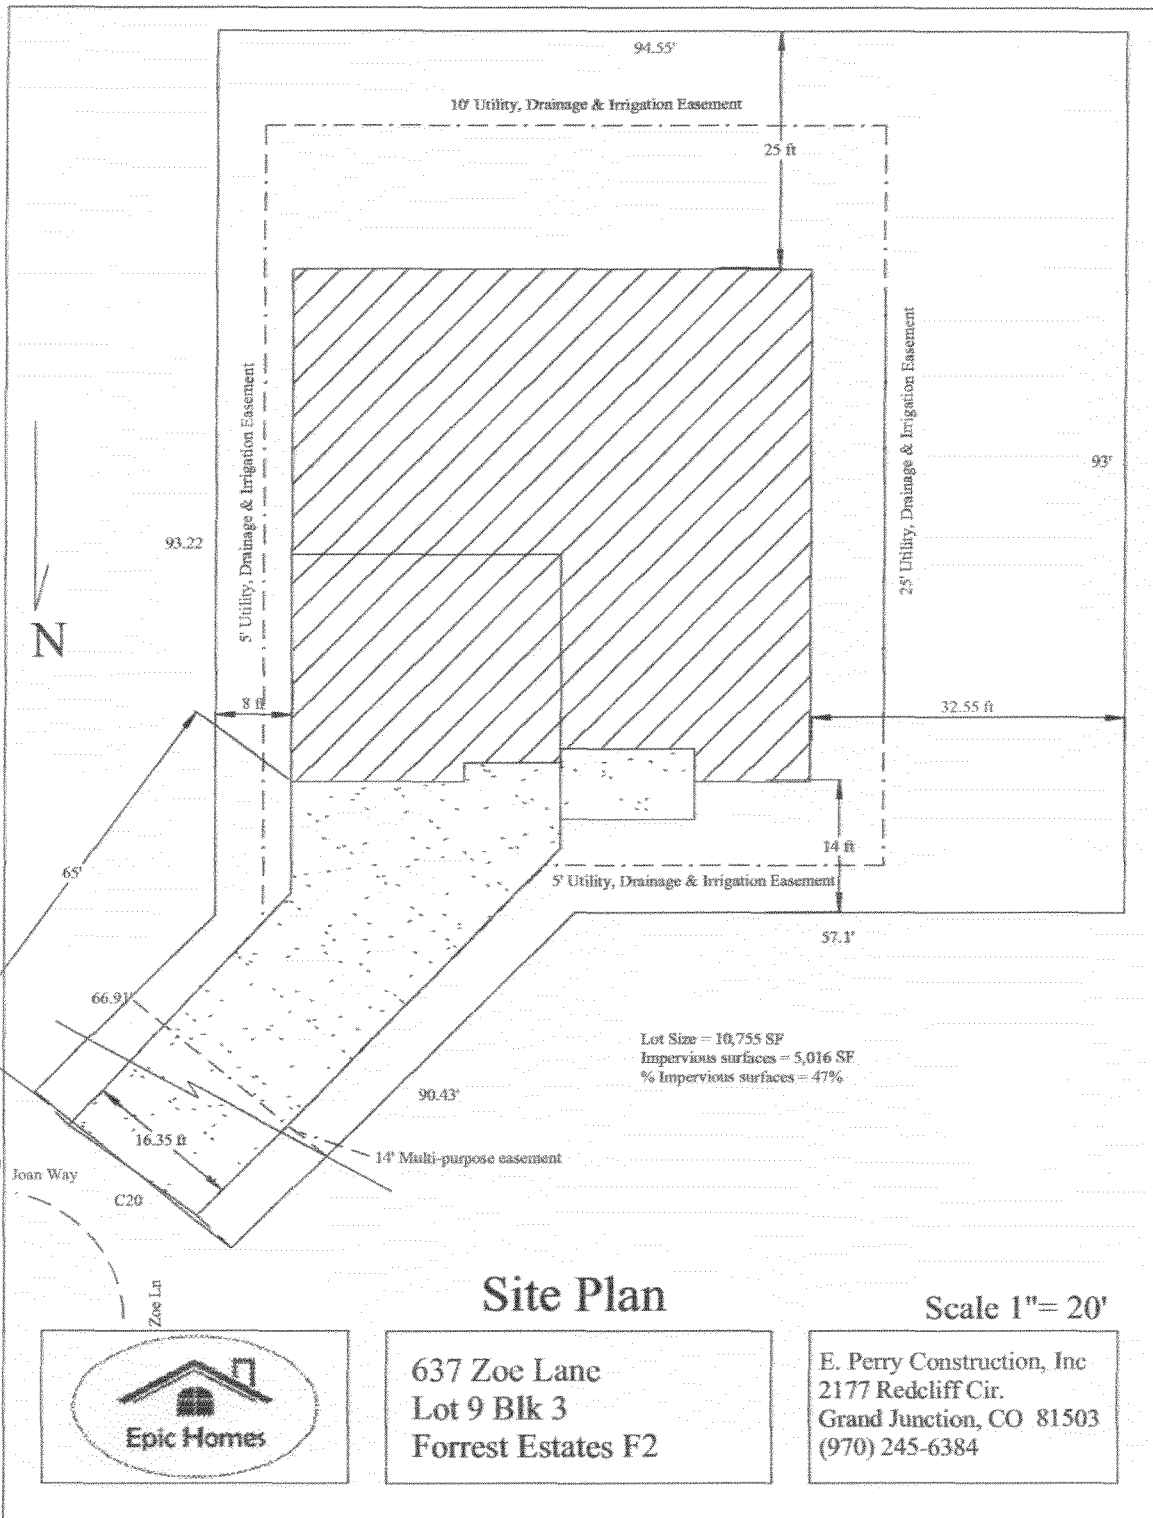 94.55'
10' Utility, Drainage & Irrigation Easement
25 ft
5' Utility, Drainage & Irrigation Easement
25' Utility, Drainage & Irrigation Easement
93'
93.22
N
8 ft
32.55 ft
65'
14 ft
5' Utility, Drainage & Irrigation Easement
57.1'
66.91'
Lot Size = 10,755 SF
Impervious surfaces = 5,016 SF
% Impervious surfaces = 47%
90.43'
16.35 ft
14' Multi-purpose easement
Joan Way
C20
Zoe Ln
Site Plan
Scale 1"= 20'
Epic Homes
637 Zoe Lane
Lot 9 Blk 3
Forrest Estates F2
E. Perry Construction, Inc
2177 Redcliff Cir.
Grand Junction, CO 81503
(970) 245-6384